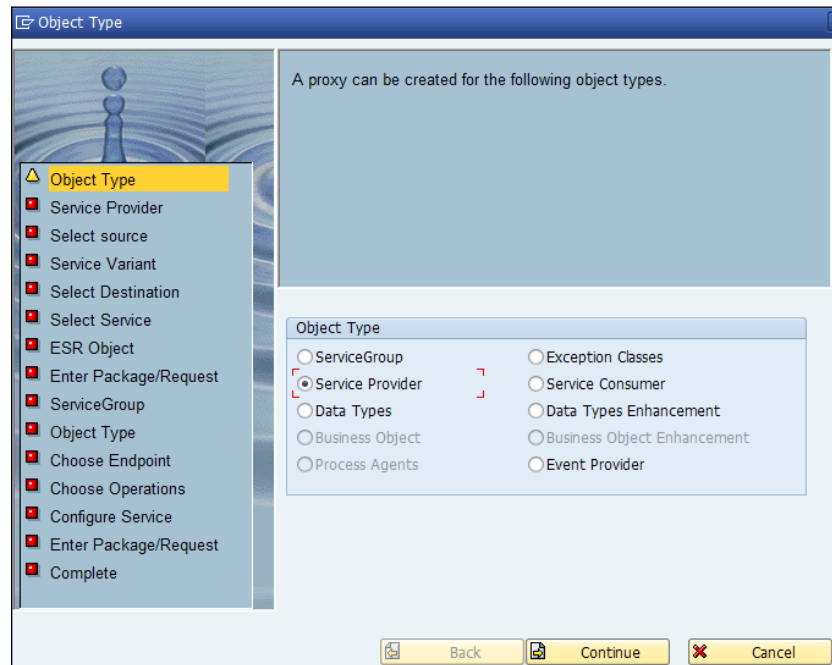 Object Type
A proxy can be created for the following object types.
Object Type
Service Provider
Select source
Service Variant
Select Destination
Select Service
ESR Object
Enter Package/Request
ServiceGroup
Object Type
Choose Endpoint
Choose Operations
Configure Service
Enter Package/Request
Complete
Object Type
ServiceGroup
Exception Classes
Service Provider
Service Consumer
Data Types
Data Types Enhancement
Business Object
Business Object Enhancement
Process Agents
Event Provider
Back
Continue
Cancel